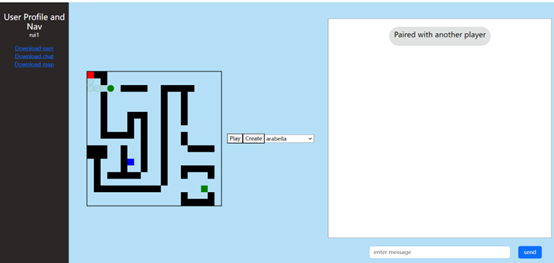 User Profile and
Nav
rui1
Download user
Download chat
Download map
Play Create arabella
Paired with another player
enter message
send